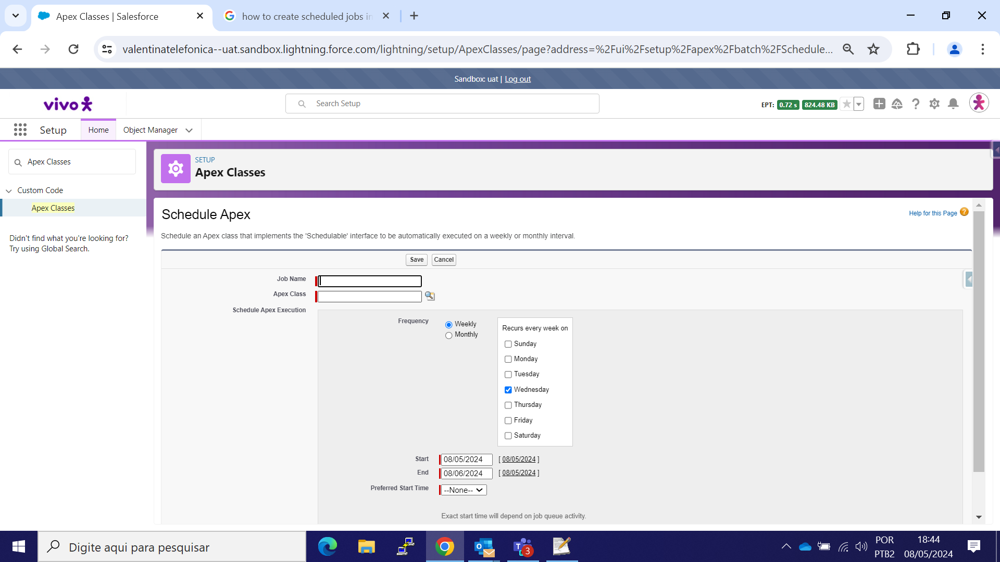 Apex Classes | Salesforce
how to create scheduled jobs in
valentinatelefonica--uat.sandbox.lightning.force.com/lightning/setup/ApexClasses/page?address=%2Fui%2Fsetup%2Fapex%2Fbatch%2FSchedule...
Sandbox: uat | Log out
vivo
Search Setup
EPT: 0.72 s 824.48 KB
Setup
Home
Object Manager
Apex Classes
Custom Code
Apex Classes
Didn't find what you're looking for?
Try using Global Search.
SETUP
Apex Classes
Schedule Apex
Help for this Page ?
Schedule an Apex class that implements the 'Schedulable' interface to be automatically executed on a weekly or monthly interval.
Save Cancel
Job Name
Apex Class
Schedule Apex Execution
Frequency
Weekly
Monthly
Recurs every week on
Sunday
Monday
Tuesday
Wednesday
Thursday
Friday
Saturday
Start 08/05/2024 [ 08/05/2024 ]
End 08/06/2024 [ 08/05/2024 ]
Preferred Start Time --None--
Exact start time will depend on job queue activity.
Digite aqui para pesquisar
3
POR
PTB2
18:44
08/05/2024